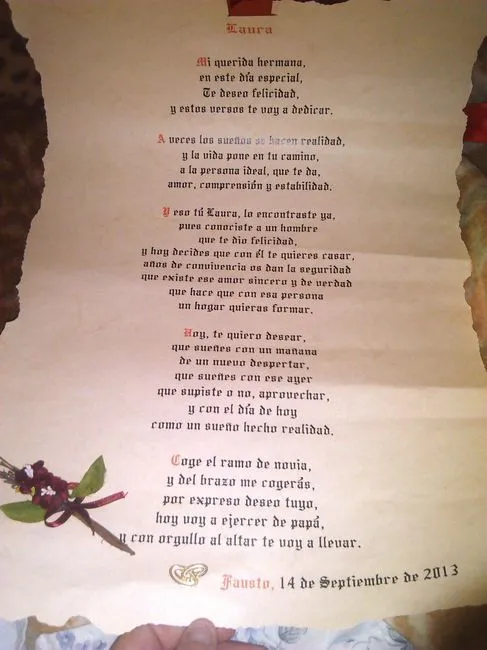 Laura
Mi querida hermana,
en este día especial,
Te deseo felicidad,
y estos versos te voy a dedicar.
A veces los sueños se hacen realidad,
y la vida pone en tu camino,
a la persona ideal, que te da,
amor, comprensión y estabilidad.
Y eso tú Laura, lo encontraste ya,
pues conociste a un hombre
que te dio felicidad,
y hoy decides que con él te quieres casar,
años de convivencia os dan la seguridad
que existe ese amor sincero y de verdad
que hace que con esa persona
un hogar quieras formar.
Hoy, te quiero desear,
que sueñes con un mañana
de un nuevo despertar,
que sueñes con ese ayer
que supiste o no, aprovechar,
y con el día de hoy
como un sueño hecho realidad.
Coge el ramo de novia,
y del brazo me cogerás,
por expreso deseo tuyo,
hoy voy a ejercer de papá,
y con orgullo al altar te voy a llevar.
Fausto, 14 de Septiembre de 2013